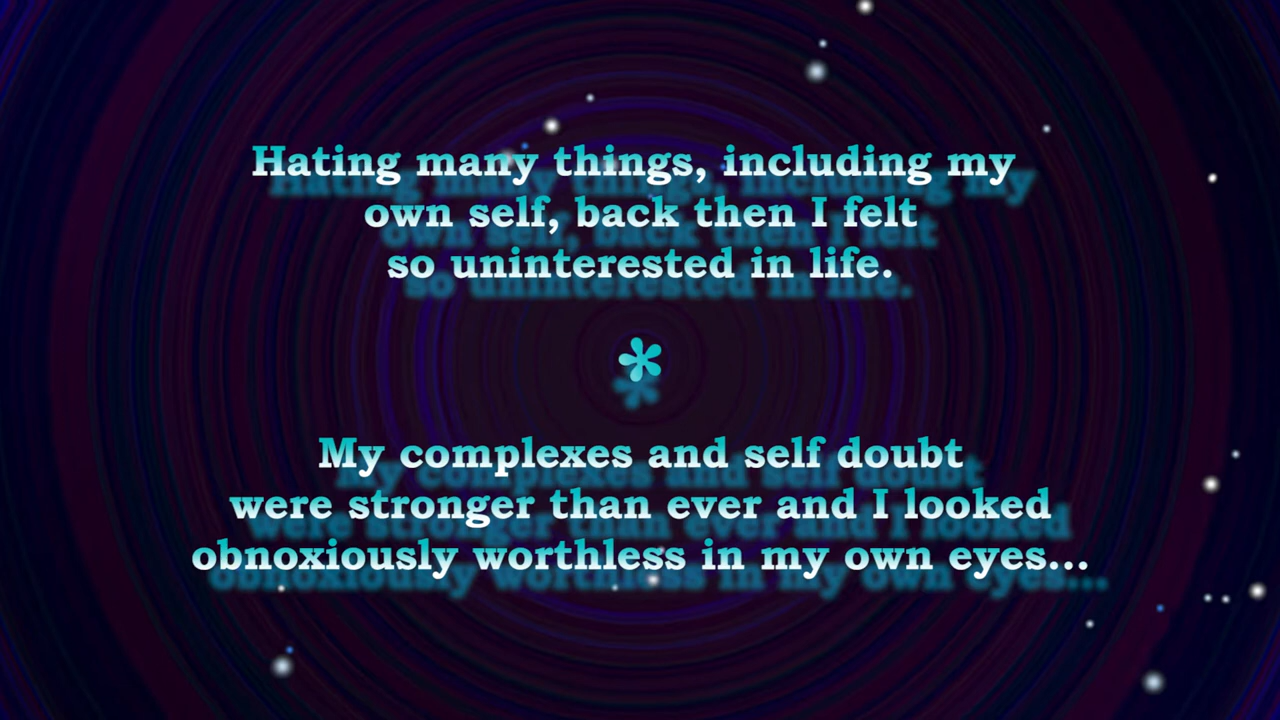 Hating many things, including my
own self, back then I felt
so uninterested in life.
*
My complexes and self doubt
were stronger than ever and I looked
obnoxiously worthless in my own eyes...